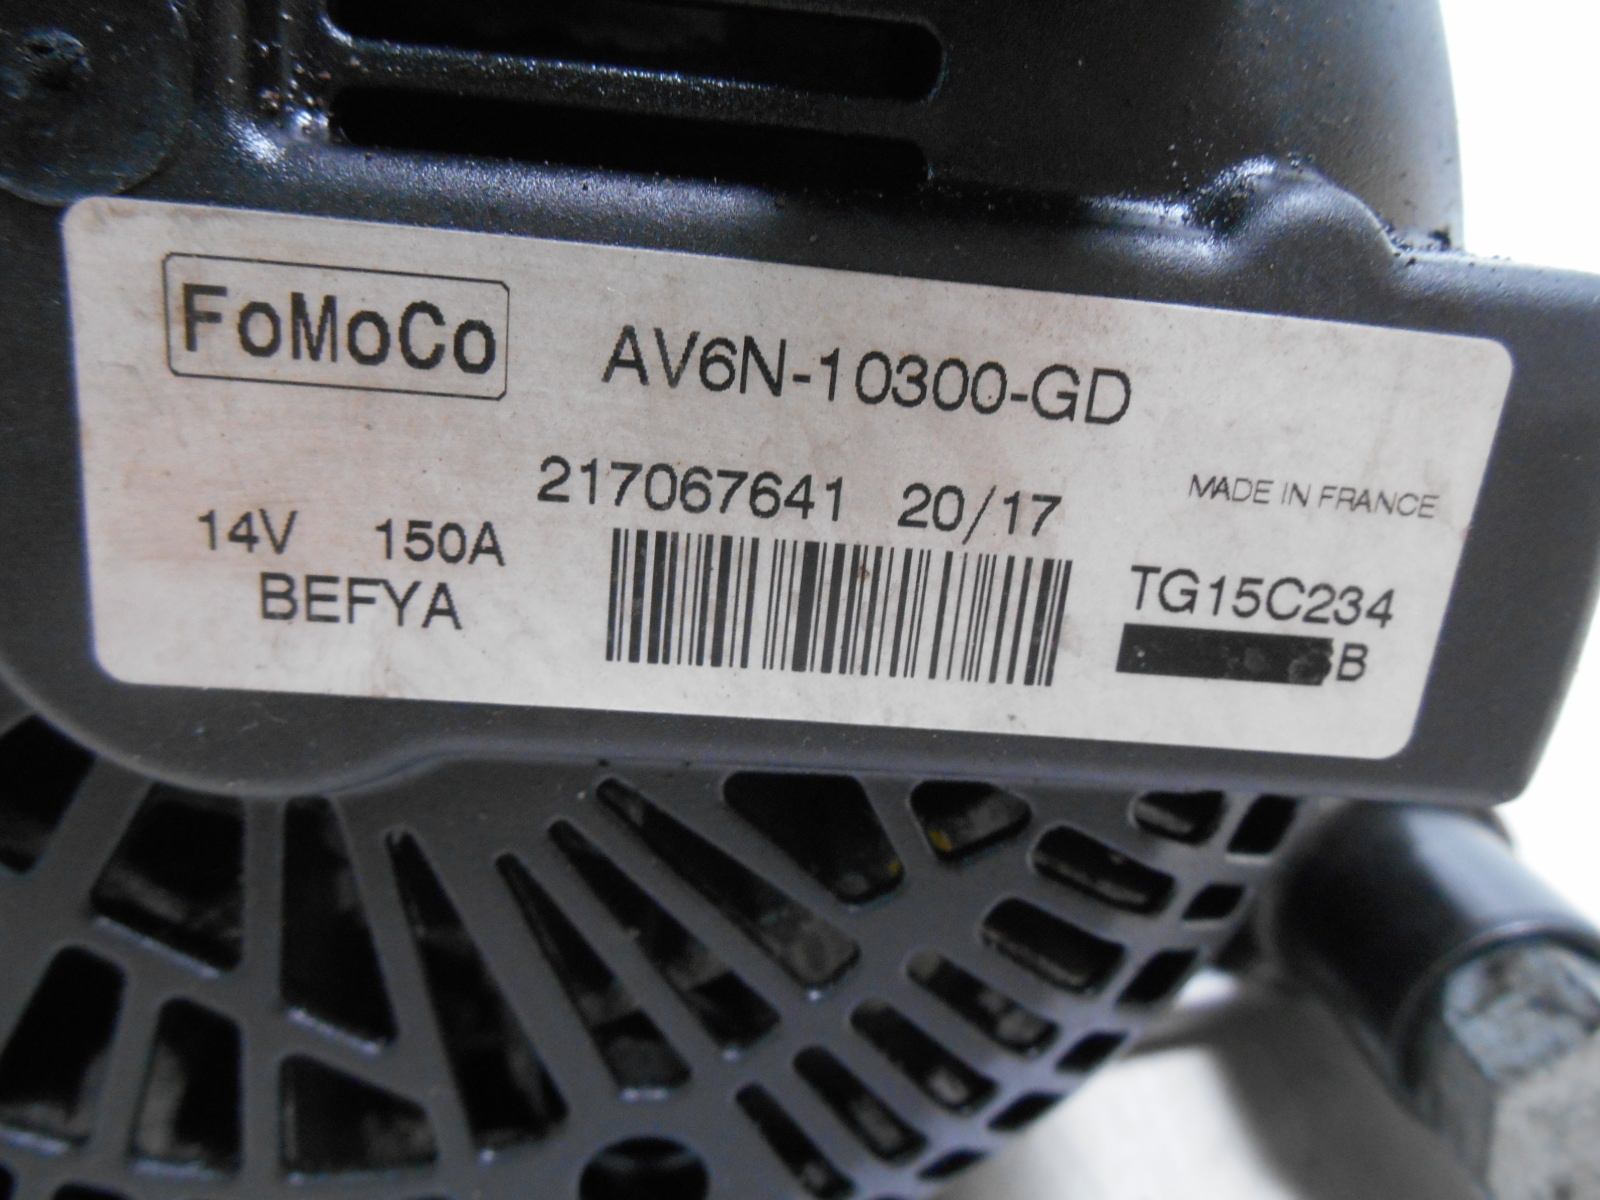 FoMoCo AV6N-10300-GD
217067641 20/17 MADE IN FRANCE
14V 150A
BEFYA
TG15C234
B